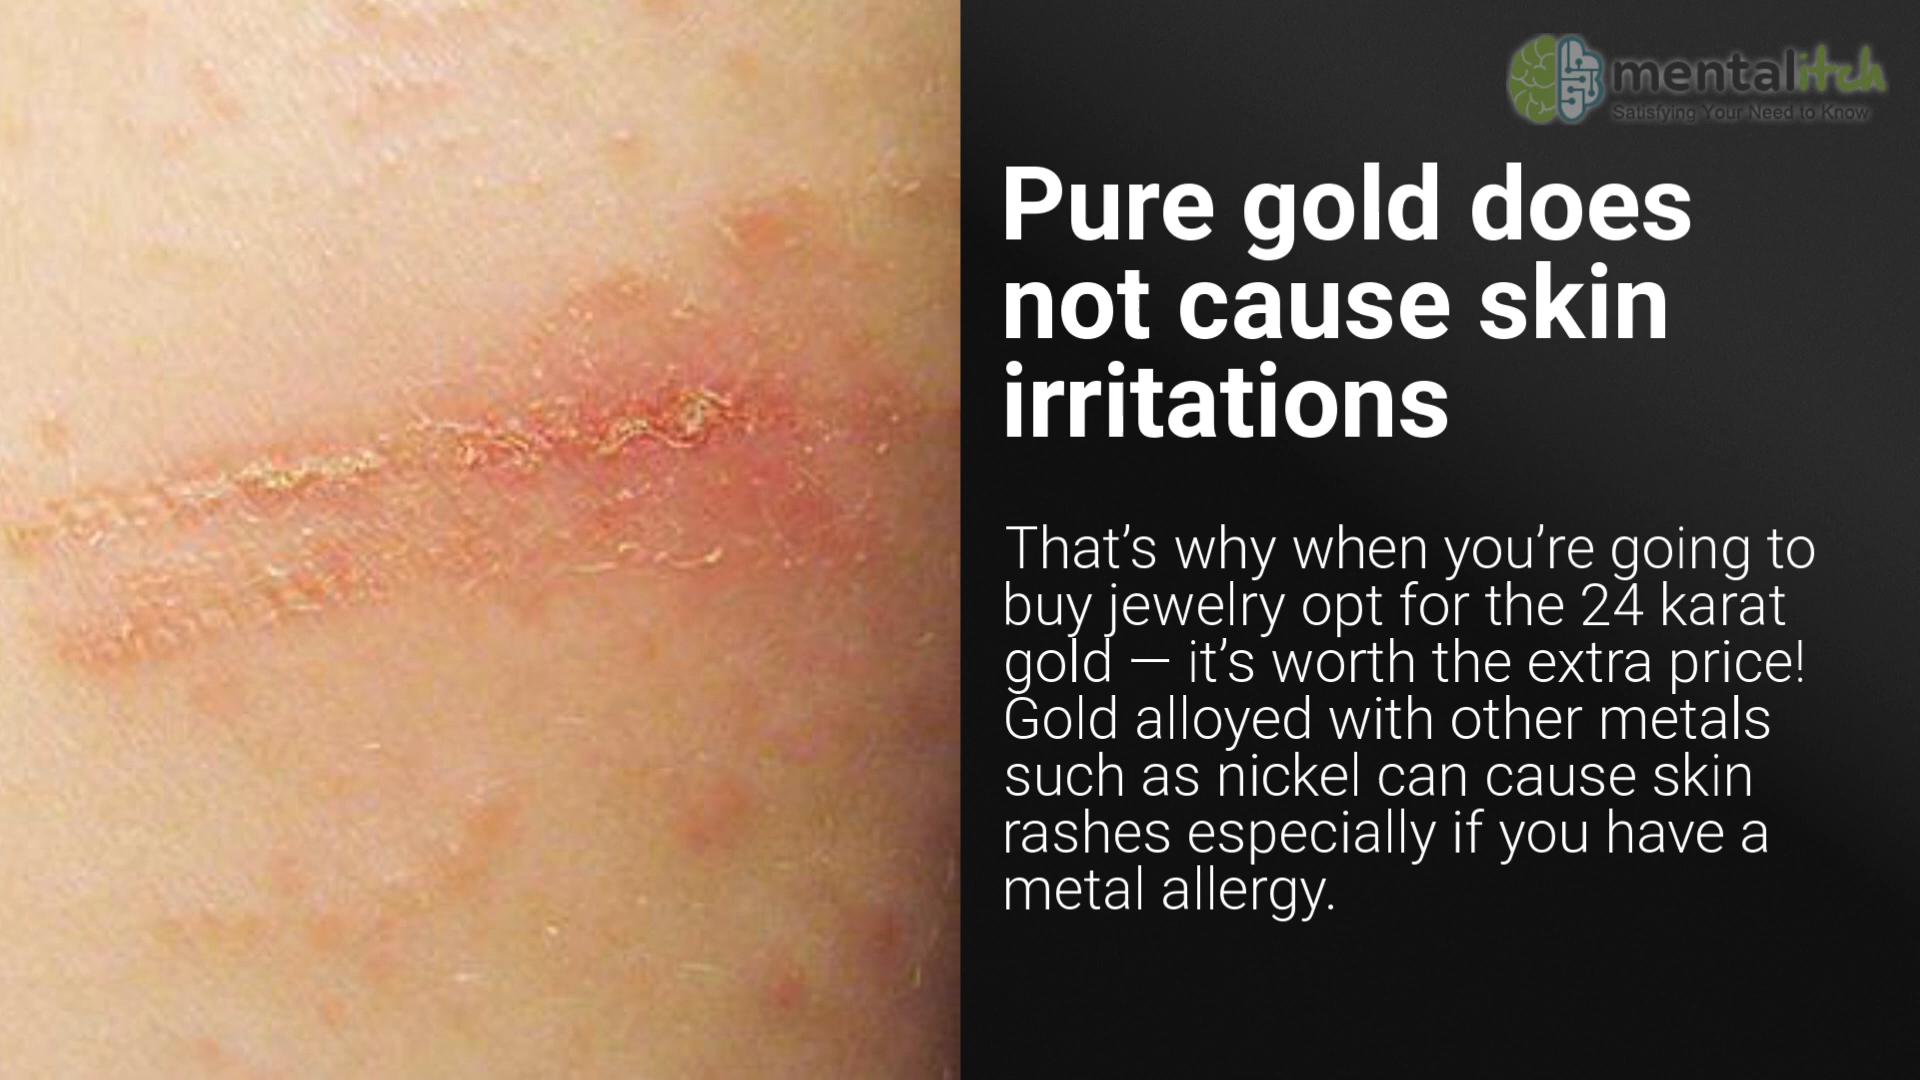 mentalitch
Satisfying Your Need to Know
Pure gold does
not cause skin
irritations
That’s why when you’re going to
buy jewelry opt for the 24 karat
gold — it’s worth the extra price!
Gold alloyed with other metals
such as nickel can cause skin
rashes especially if you have a
metal allergy.